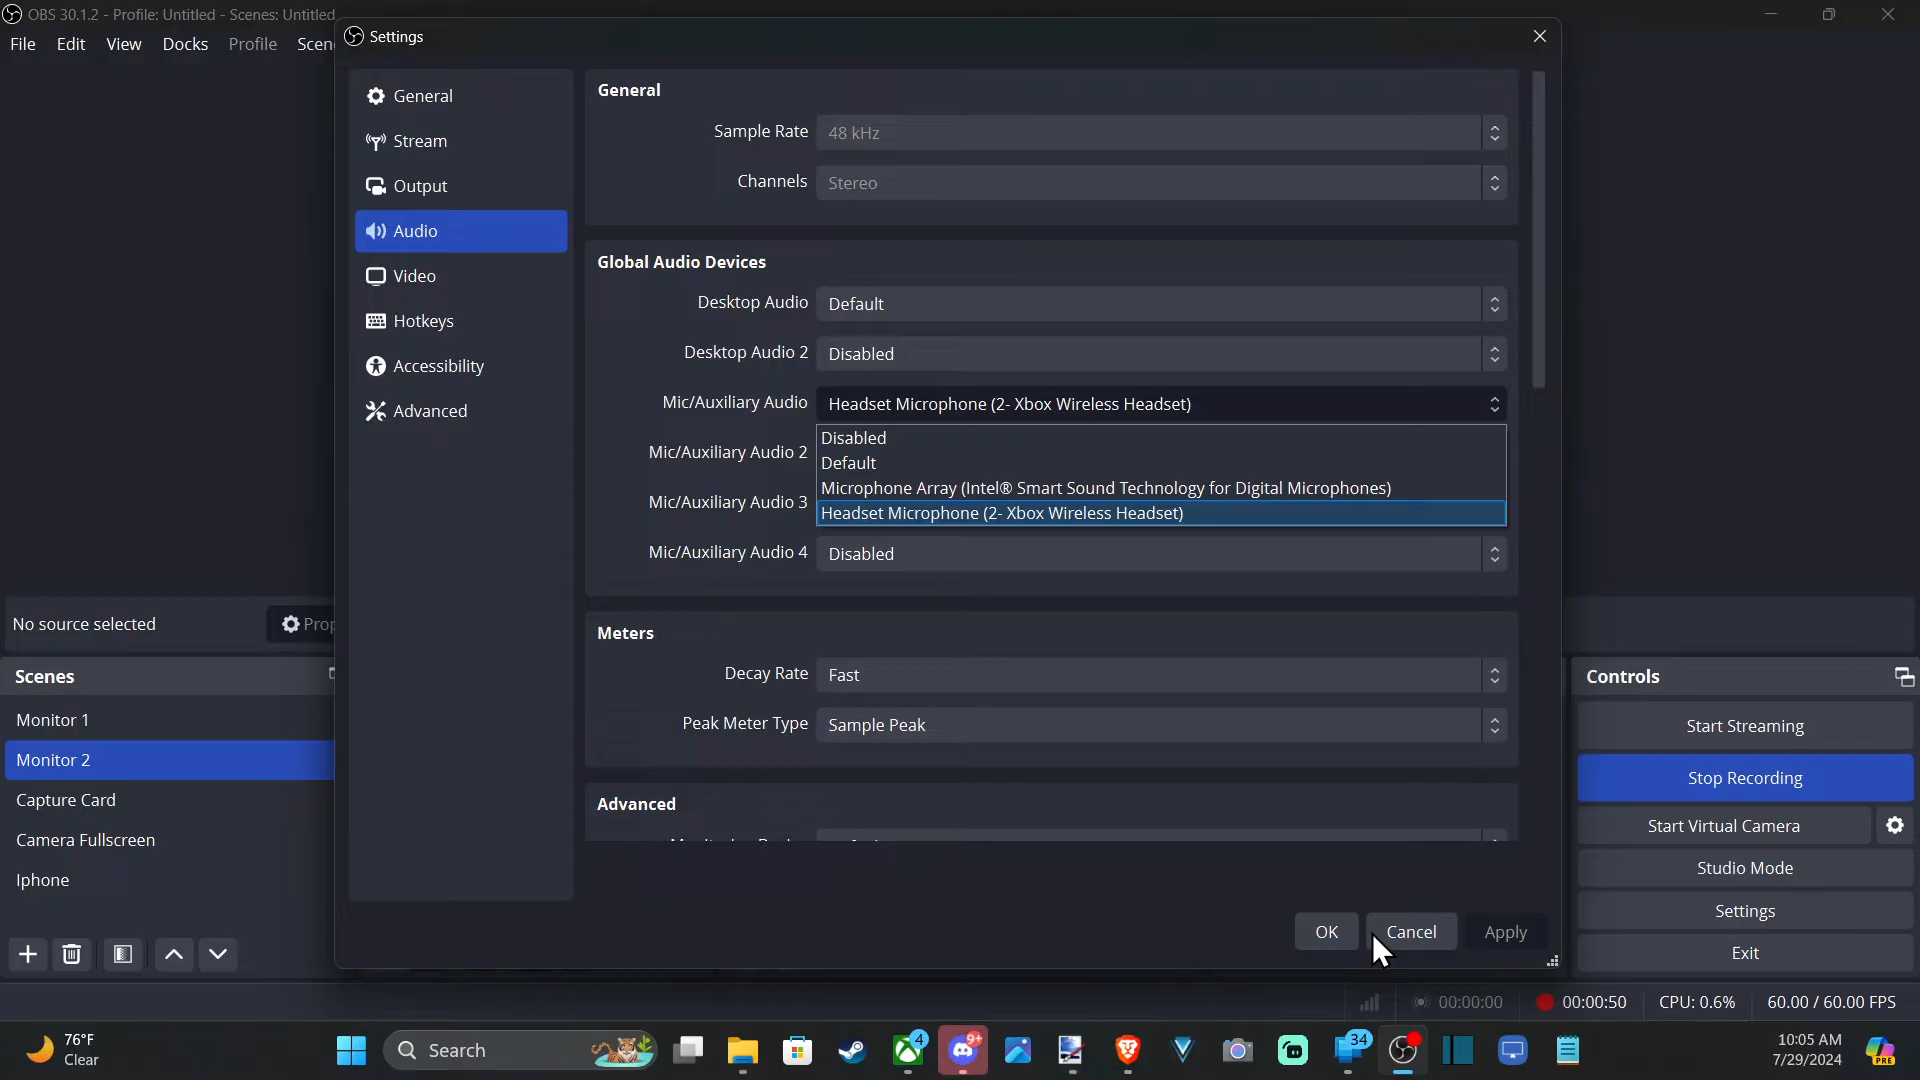 OBS 30.1.2 - Profile: Untitled - Scenes: Untitled
File Edit View Docks Profile Scen
Settings
General
Stream
Output
Audio
Video
Hotkeys
Accessibility
Advanced
General
Sample Rate 48 kHz
Channels Stereo
Global Audio Devices
Desktop Audio Default
Desktop Audio 2 Disabled
Mic/Auxiliary Audio Headset Microphone (2- Xbox Wireless Headset)
Disabled
Mic/Auxiliary Audio 2
Default
Microphone Array (Intel® Smart Sound Technology for Digital Microphones)
Mic/Auxiliary Audio 3
Headset Microphone (2- Xbox Wireless Headset)
Mic/Auxiliary Audio 4 Disabled
Meters
Decay Rate Fast
Peak Meter Type Sample Peak
Advanced
OK Cancel Apply
No source selected Prop
Scenes
Monitor 1
Monitor 2
Capture Card
Camera Fullscreen
Iphone
Controls
Start Streaming
Stop Recording
Start Virtual Camera
Studio Mode
Settings
Exit
00:00:00 00:00:50 CPU: 0.6% 60.00 / 60.00 FPS
76°F
Clear
Search
4
9+
34
10:05 AM
7/29/2024
PRE